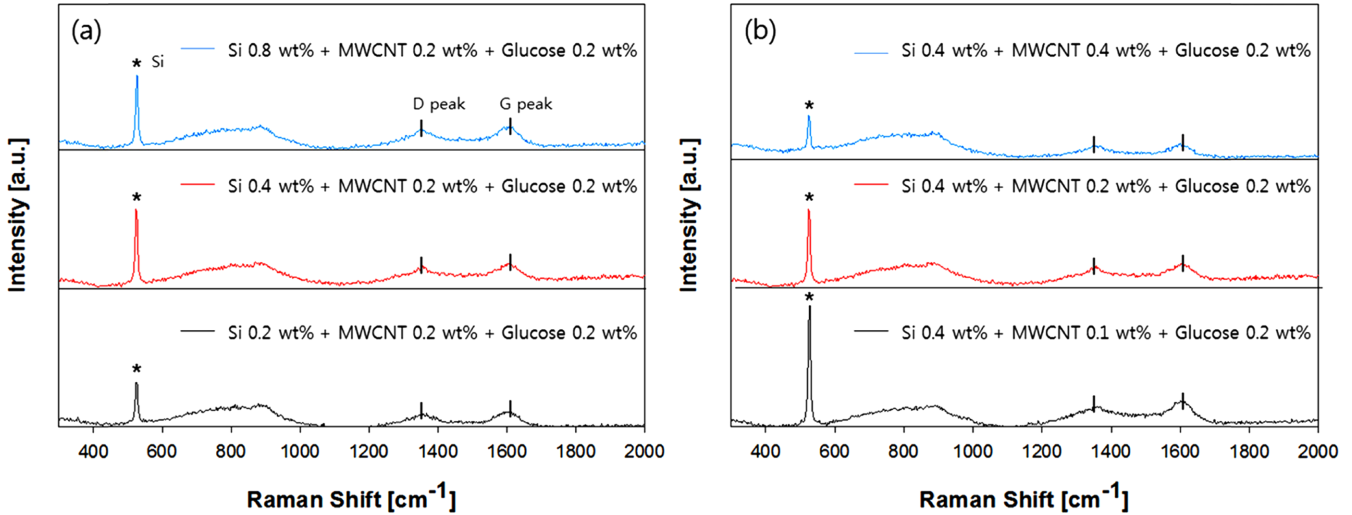 (a)
Si 0.8 wt% + MWCNT 0.2 wt% + Glucose 0.2 wt%
* Si
D peak
G peak
Si 0.4 wt% + MWCNT 0.2 wt% + Glucose 0.2 wt%
*
Si 0.2 wt% + MWCNT 0.2 wt% + Glucose 0.2 wt%
*
Intensity [a.u.]
400 600 800 1000 1200 1400 1600 1800 2000
Raman Shift [cm-1]
(b)
Si 0.4 wt% + MWCNT 0.4 wt% + Glucose 0.2 wt%
*
Si 0.4 wt% + MWCNT 0.2 wt% + Glucose 0.2 wt%
*
Si 0.4 wt% + MWCNT 0.1 wt% + Glucose 0.2 wt%
*
Intensity [a.u.]
400 600 800 1000 1200 1400 1600 1800 2000
Raman Shift [cm-1]